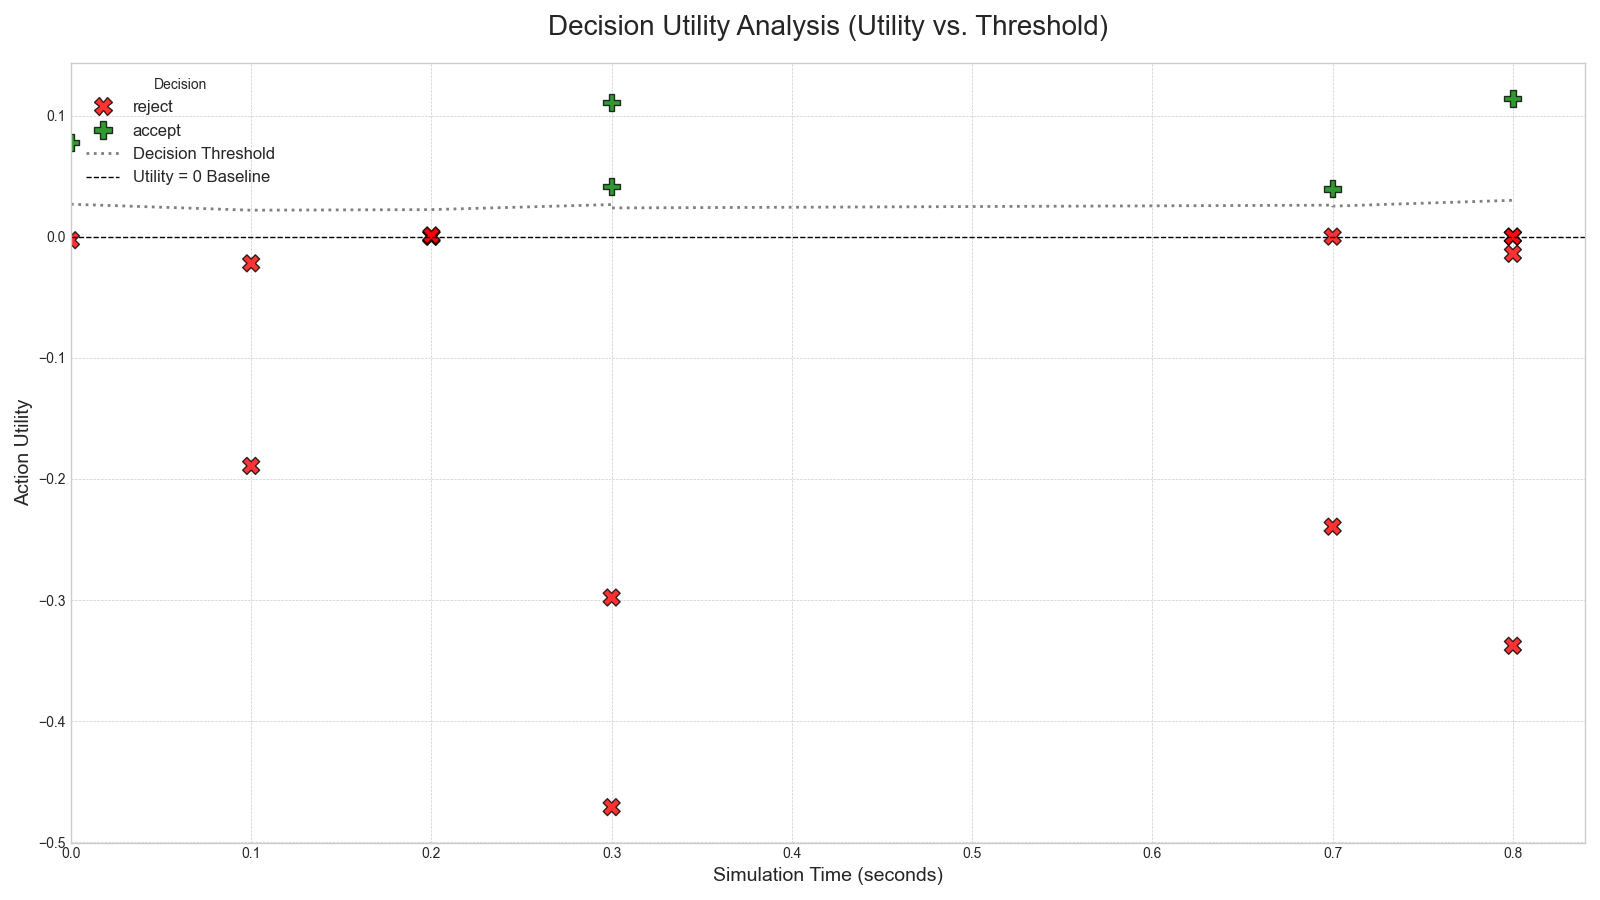 Decision Utility Analysis (Utility vs. Threshold)
Decision
reject
accept
Decision Threshold
Utility = 0 Baseline
Action Utility
0.1
0.0
−0.1
−0.2
−0.3
−0.4
−0.5
0.0 0.1 0.2 0.3 0.4 0.5 0.6 0.7 0.8
Simulation Time (seconds)